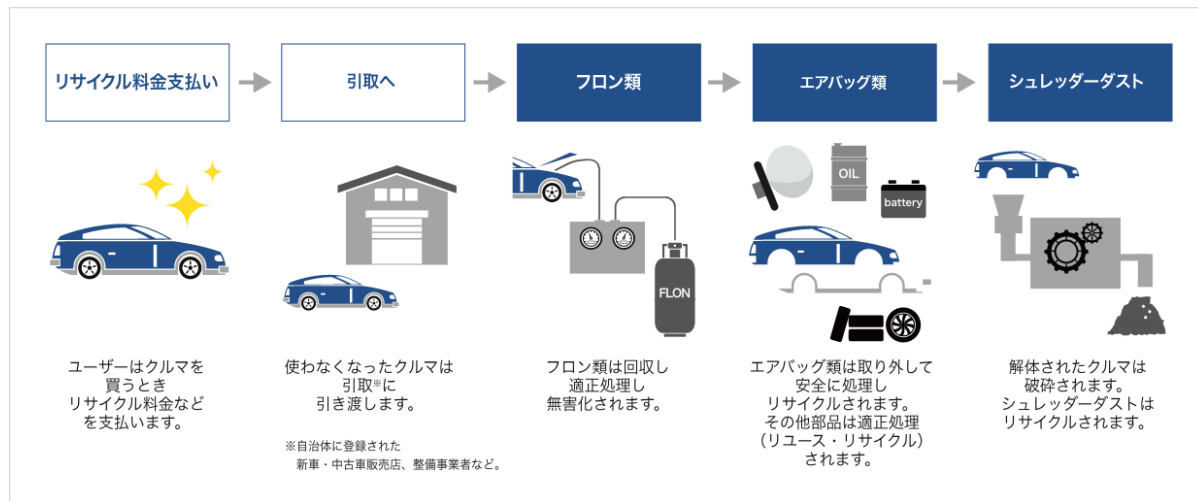 リサイクル料金支払い
引取へ
フロン類
エアバッグ類
シュレッダーダスト
OIL
battery
FLON
ユーザーはクルマを
買うとき
リサイクル料金など
を支払います。
使わなくなったクルマは
引取※に
引き渡します。
※自治体に登録された
新車・中古車販売店、整備事業者など。
フロン類は回収し
適正処理し
無害化されます。
エアバッグ類は取り外して
安全に処理し
リサイクルされます。
その他部品は適正処理
（リユース・リサイクル）
されます。
解体されたクルマは
破砕されます。
シュレッダーダストは
リサイクルされます。